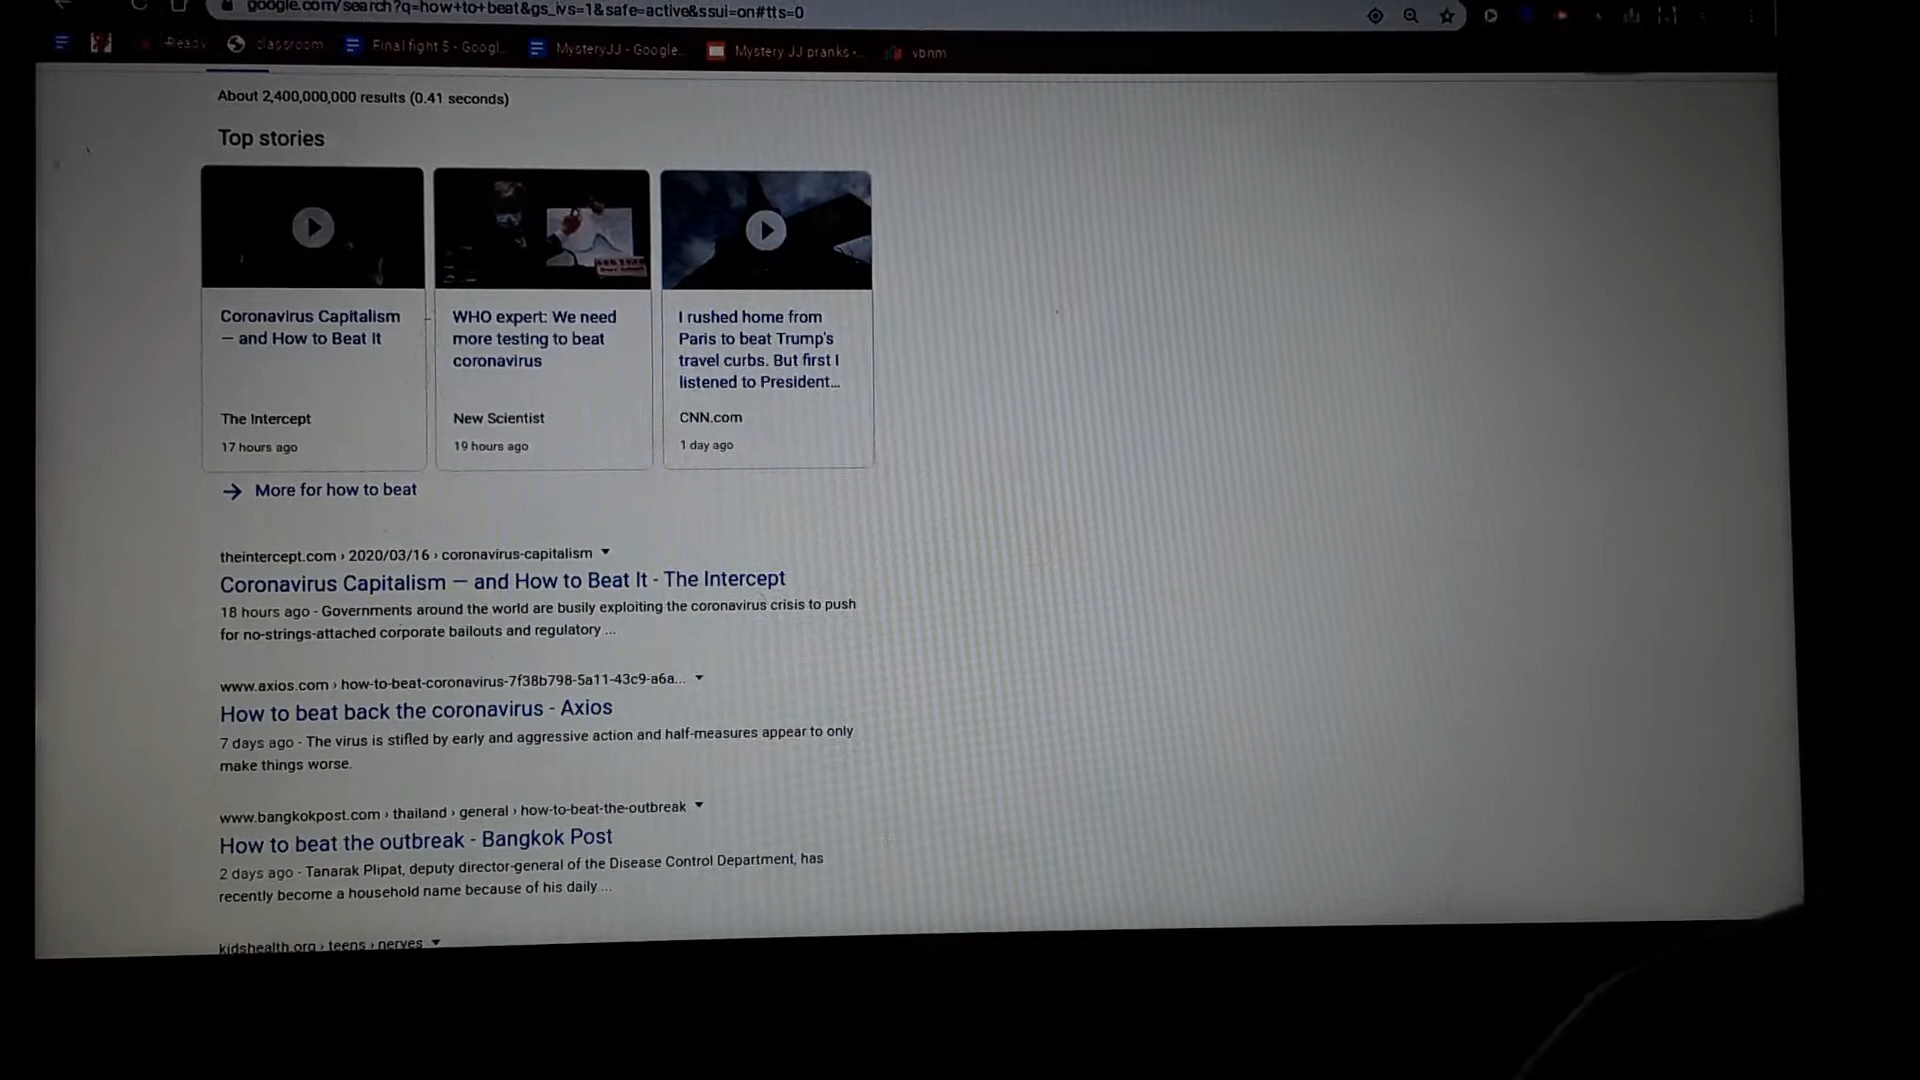 google.com/search?q=how+to+beat&gs_ivs=1&safe=active&ssui=on#tts=0
Ready classroom Final fight 5 - Googl... MysteryJJ - Google... Mystery JJ pranks -... vbnm
About 2,400,000,000 results (0.41 seconds)
Top stories
Coronavirus Capitalism
— and How to Beat It
The Intercept
17 hours ago
WHO expert: We need
more testing to beat
coronavirus
New Scientist
19 hours ago
I rushed home from
Paris to beat Trump's
travel curbs. But first I
listened to President...
CNN.com
1 day ago
More for how to beat
theintercept.com › 2020/03/16 › coronavirus-capitalism
Coronavirus Capitalism — and How to Beat It - The Intercept
18 hours ago - Governments around the world are busily exploiting the coronavirus crisis to push
for no-strings-attached corporate bailouts and regulatory ...
www.axios.com › how-to-beat-coronavirus-7f38b798-5a11-43c9-a6a...
How to beat back the coronavirus - Axios
7 days ago - The virus is stifled by early and aggressive action and half-measures appear to only
make things worse.
www.bangkokpost.com › thailand › general › how-to-beat-the-outbreak
How to beat the outbreak - Bangkok Post
2 days ago - Tanarak Plipat, deputy director-general of the Disease Control Department, has
recently become a household name because of his daily ...
kidshealth.org › teens › nerves